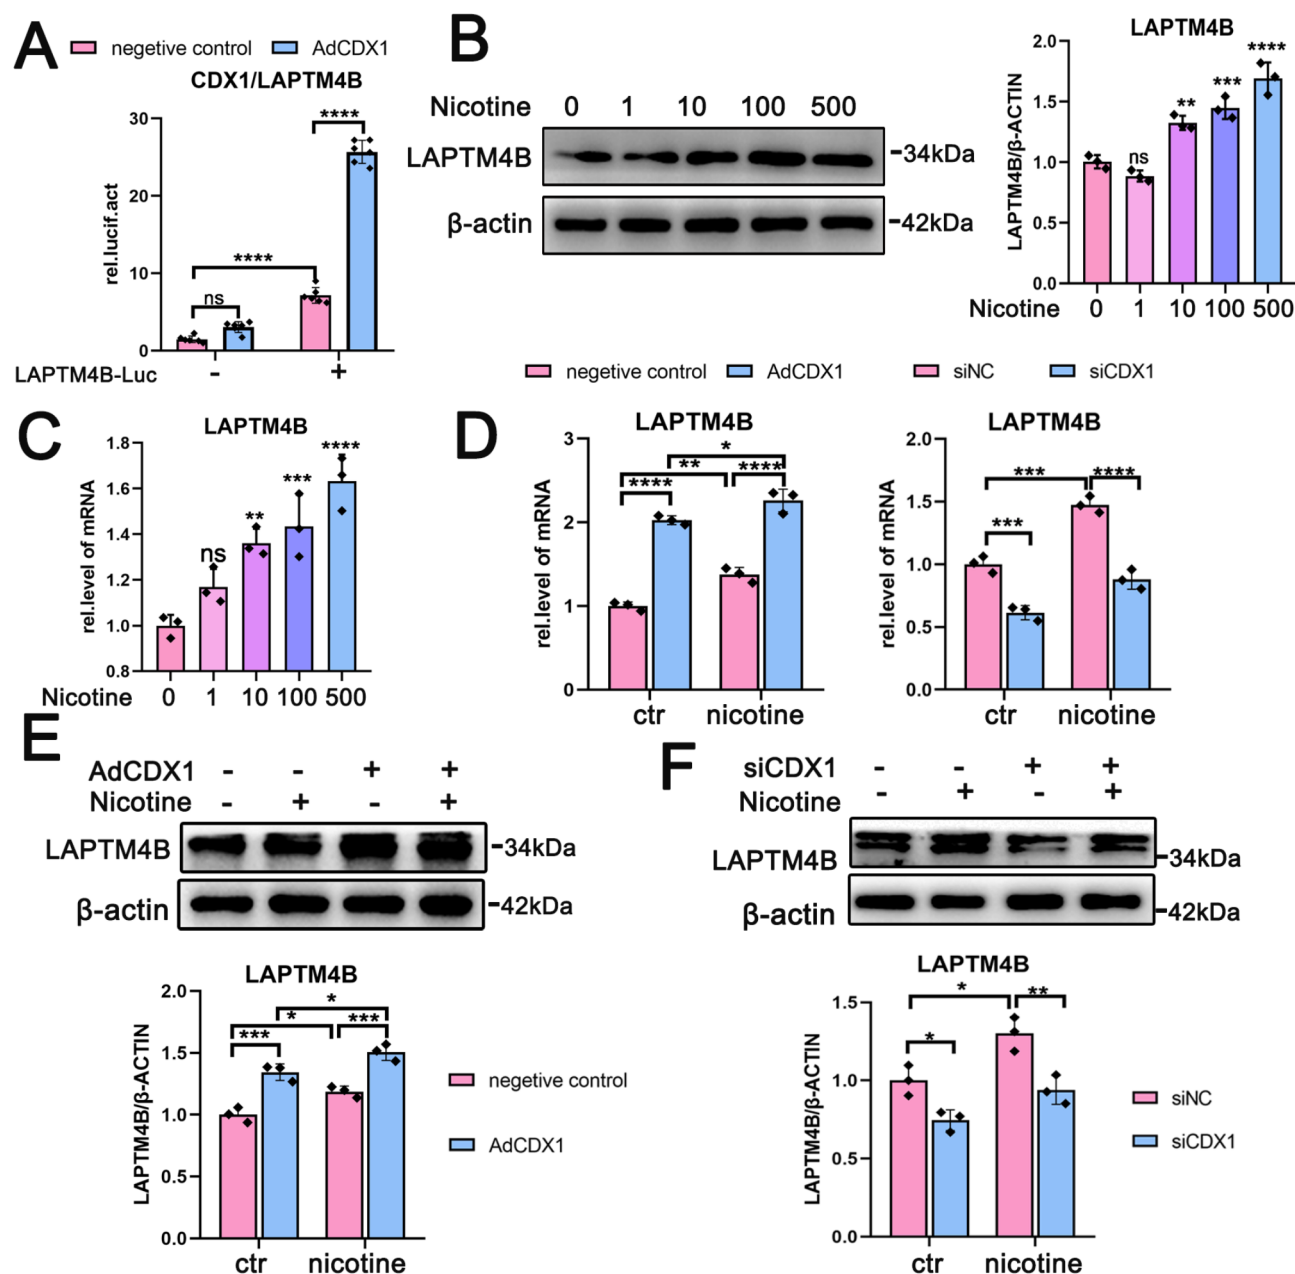 A
negetive control
AdCDX1
CDX1/LAPTM4B
rel.lucif.act
30
20
10
0
ns
****
****
LAPTM4B-Luc
-
+
B
Nicotine 0 1 10 100 500
LAPTM4B
-34kDa
β-actin
-42kDa
LAPTM4B
LAPTM4B/β-ACTIN
2.0
1.5
1.0
0.5
0.0
ns
**
***
****
Nicotine 0 1 10 100 500
C
LAPTM4B
rel.level of mRNA
1.8
1.6
1.4
1.2
1.0
0.8
ns
**
***
****
Nicotine 0 1 10 100 500
D
negetive control
AdCDX1
siNC
siCDX1
LAPTM4B
rel.level of mRNA
3
2
1
0
*
**
****
****
ctr nicotine
LAPTM4B
rel.level of mRNA
2.0
1.5
1.0
0.5
0.0
***
****
***
ctr nicotine
E
AdCDX1 - - + +
Nicotine - + - +
LAPTM4B
-34kDa
β-actin
-42kDa
LAPTM4B
LAPTM4B/β-ACTIN
2.0
1.5
1.0
0.5
0.0
*
*
***
***
ctr nicotine
negetive control
AdCDX1
F
siCDX1 - - + +
Nicotine - + - +
LAPTM4B
-34kDa
β-actin
-42kDa
LAPTM4B
LAPTM4B/β-ACTIN
1.5
1.0
0.5
0.0
*
**
*
ctr nicotine
siNC
siCDX1